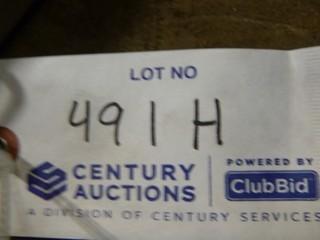 LOT NO
491H
CENTURY AUCTIONS
POWERED BY
ClubBid
A DIVISION OF CENTURY SERVICES